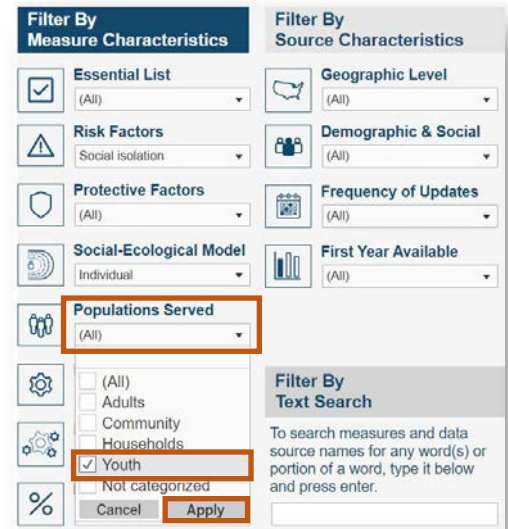 Filter By
Measure Characteristics
Essential List
(All)
Risk Factors
Social isolation
Protective Factors
(All)
Social-Ecological Model
Individual
Populations Served
(All)
(All)
Adults
Community
Households
Youth
Not categorized
Cancel Apply
Filter By
Source Characteristics
Geographic Level
(All)
Demographic & Social
(All)
Frequency of Updates
(All)
First Year Available
(All)
Filter By
Text Search
To search measures and data
source names for any word(s) or
portion of a word, type it below
and press enter.